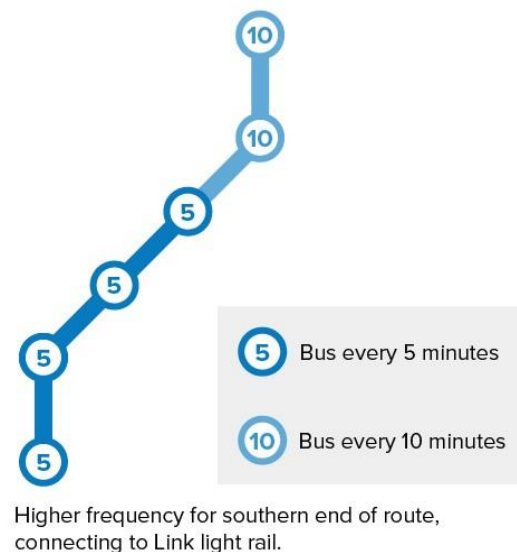 10
10
5
5
5
5
5 Bus every 5 minutes
10 Bus every 10 minutes
Higher frequency for southern end of route,
connecting to Link light rail.